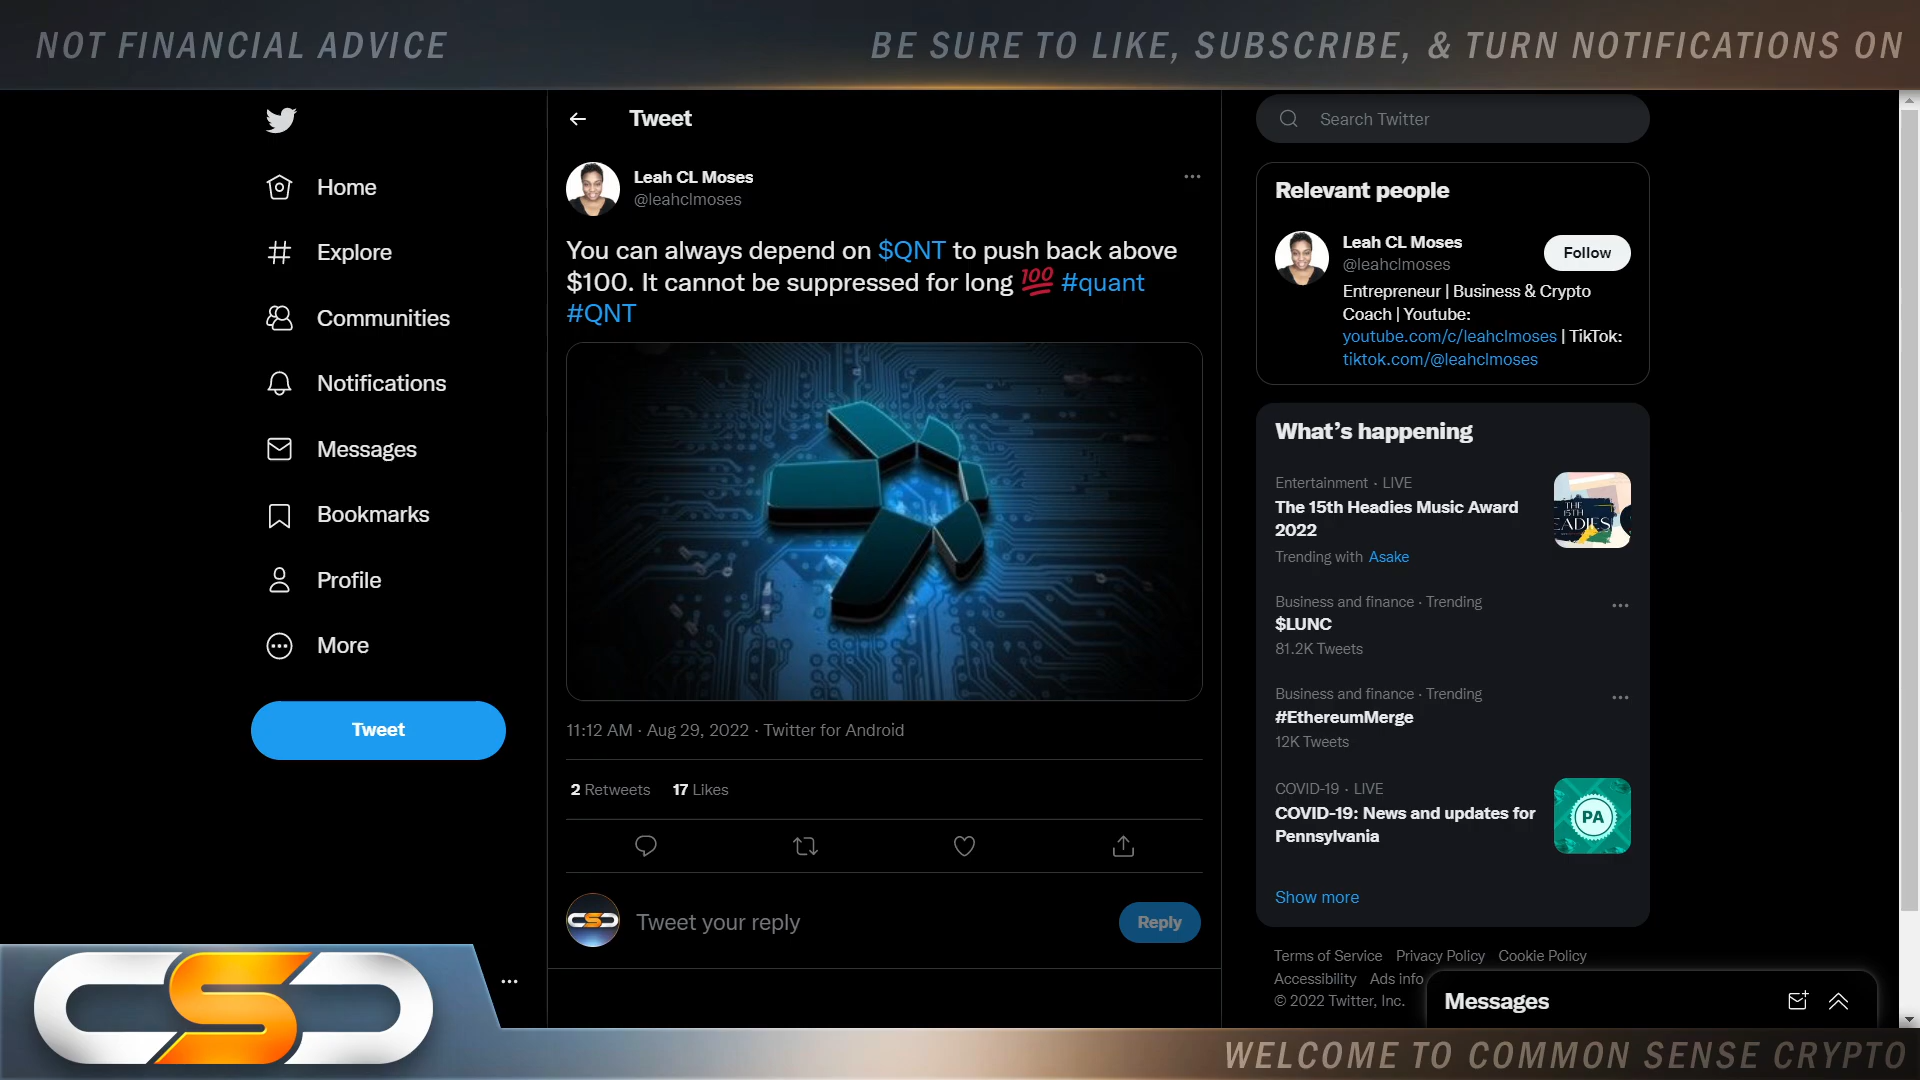 NOT FINANCIAL ADVICE
BE SURE TO LIKE, SUBSCRIBE, & TURN NOTIFICATIONS ON
Home
Explore
Communities
Notifications
Messages
Bookmarks
Profile
More
Tweet
Tweet
Leah CL Moses
@leahclmoses
You can always depend on $QNT to push back above
$100. It cannot be suppressed for long 💯 #quant
#QNT
11:12 AM · Aug 29, 2022 · Twitter for Android
2 Retweets 17 Likes
Tweet your reply
Reply
Search Twitter
Relevant people
Leah CL Moses
@leahclmoses
Follow
Entrepreneur | Business & Crypto
Coach | Youtube:
youtube.com/c/leahclmoses | TikTok:
tiktok.com/@leahclmoses
What's happening
Entertainment · LIVE
The 15th Headies Music Award
2022
Trending with Asake
THE
15TH
EADIES
Business and finance · Trending
$LUNC
81.2K Tweets
Business and finance · Trending
#EthereumMerge
12K Tweets
COVID-19 · LIVE
COVID-19: News and updates for
Pennsylvania
PA
Show more
Terms of Service Privacy Policy Cookie Policy
Accessibility Ads info
© 2022 Twitter, Inc.
Messages
CSC
WELCOME TO COMMON SENSE CRYPTO